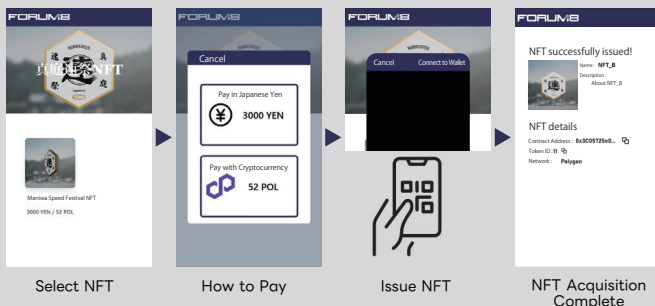 FORUM8
真庭速祭NFT
Maniwa Speed Festival NFT
3000 YEN / 52 POL
Select NFT
FORUM8
Cancel
Pay in Japanese Yen
3000 YEN
Pay with Cryptocurrency
52 POL
How to Pay
FORUM8
Cancel
Connect to Wallet
Issue NFT
FORUM8
NFT successfully issued!
速
Name : NFT_B
Description :
About NFT_B
NFT details
Contract Address : 0x3C05725e0...
Token ID : 11
Network : Polygon
NFT Acquisition
Complete